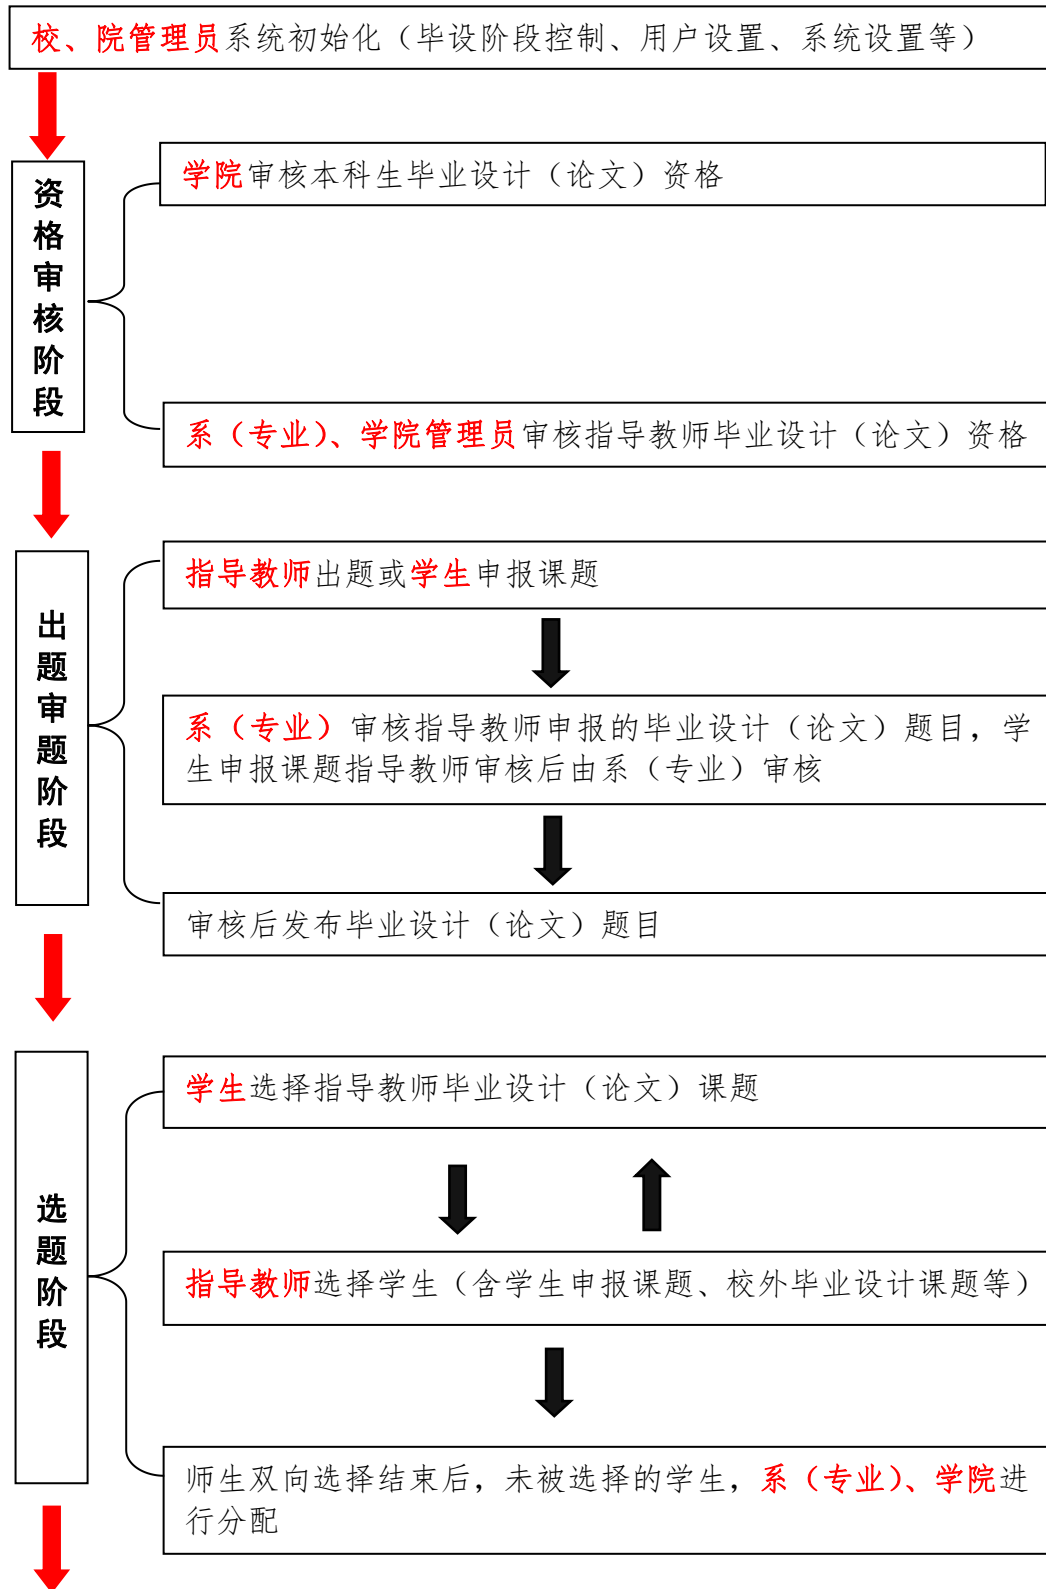 校、院管理员系统初始化（毕设阶段控制、用户设置、系统设置等）
资格审核阶段
学院审核本科生毕业设计（论文）资格
系（专业）、学院管理员审核指导教师毕业设计（论文）资格
出题审题阶段
指导教师出题或学生申报课题
系（专业）审核指导教师申报的毕业设计（论文）题目，学
生申报课题指导教师审核后由系（专业）审核
审核后发布毕业设计（论文）题目
选题阶段
学生选择指导教师毕业设计（论文）课题
指导教师选择学生（含学生申报课题、校外毕业设计课题等）
师生双向选择结束后，未被选择的学生，系（专业）、学院进
行分配